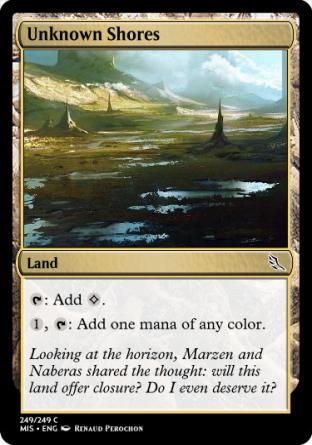 Unknown Shores
Land
: Add .
1, : Add one mana of any color.
Looking at the horizon, Marzen and
Naberas shared the thought: will this
land offer closure? Do I even deserve it?
249/249 C
MIS • ENG Renaud Perochon